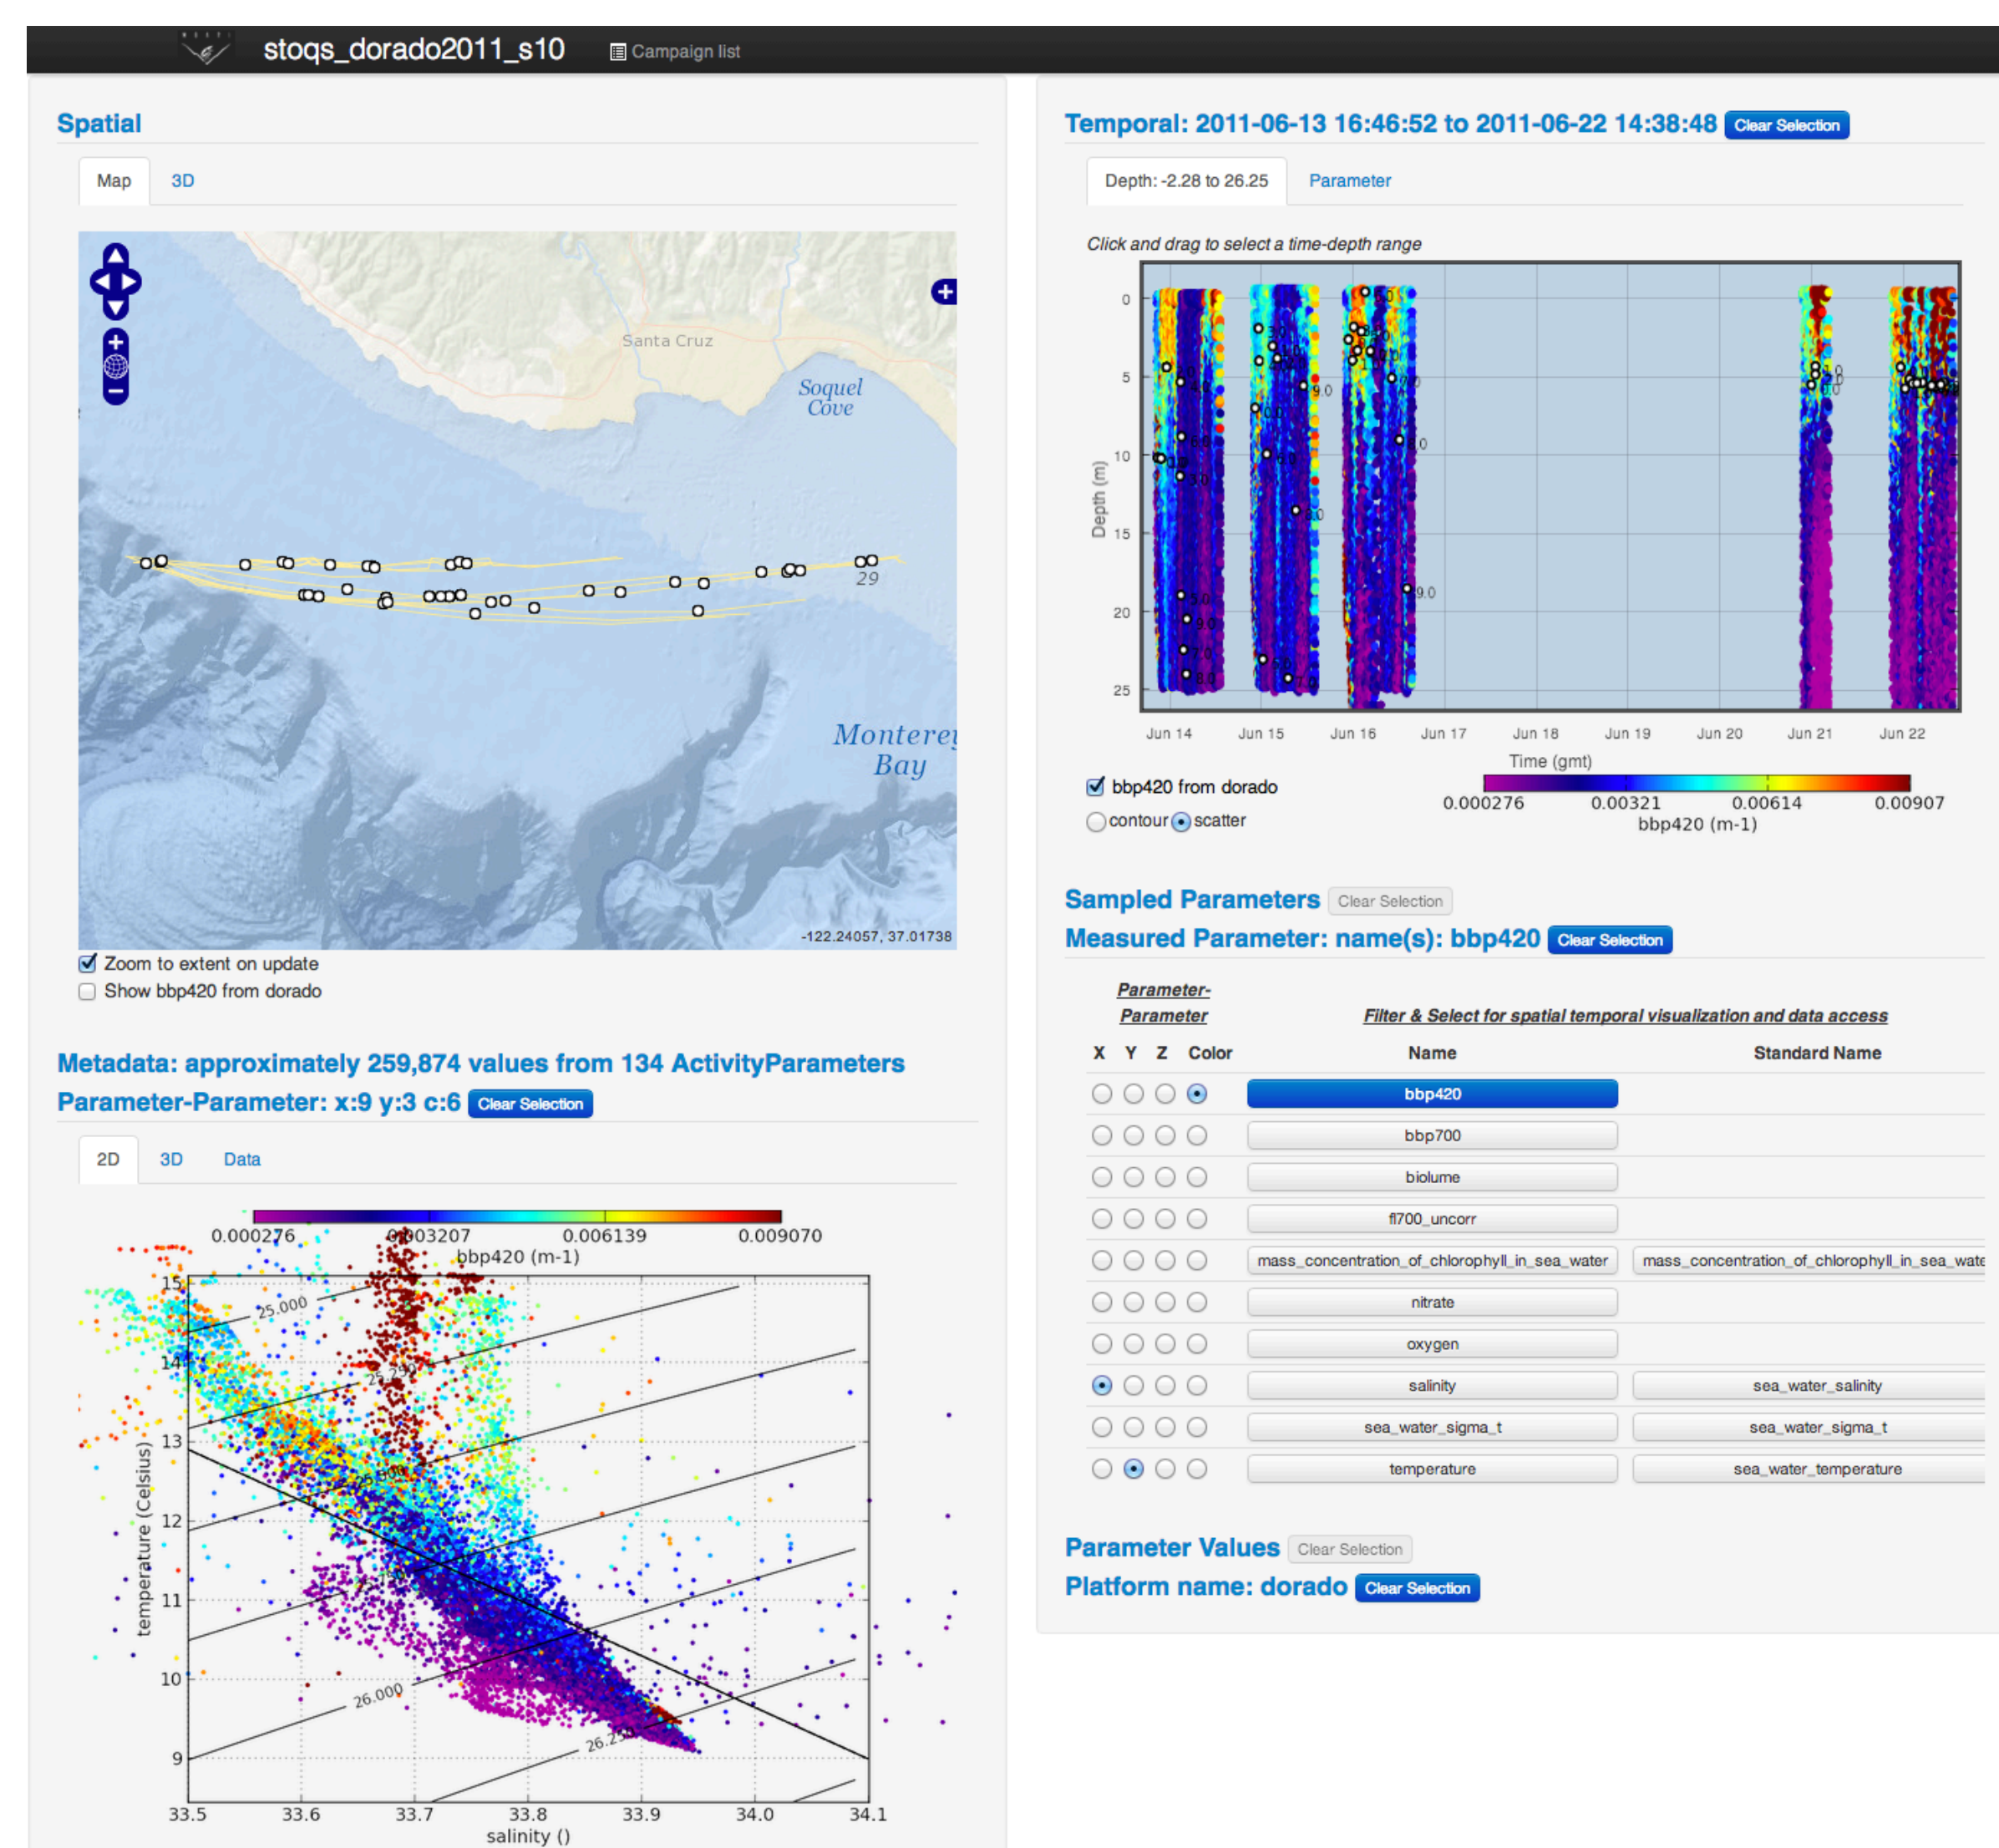 stoqs_dorado2011_s10 Campaign list
Spatial
Map 3D
Santa Cruz
Soquel
Cove
29
Monterey
Bay
-122.24057, 37.01738
Zoom to extent on update
Show bbp420 from dorado
Metadata: approximately 259,874 values from 134 ActivityParameters
Parameter-Parameter: x:9 y:3 c:6 Clear Selection
2D 3D Data
0.000276 0.003207 0.006139 0.009070
bbp420 (m-1)
15
25.000
14
25.250
13
25.500
12
11
10
26.000
9
temperature (Celsius)
33.5 33.6 33.7 33.8 33.9 34.0 34.1
salinity ()
Temporal: 2011-06-13 16:46:52 to 2011-06-22 14:38:48 Clear Selection
Depth: -2.28 to 26.25 Parameter
Click and drag to select a time-depth range
0
5
10
15
20
25
Depth (m)
Jun 14 Jun 15 Jun 16 Jun 17 Jun 18 Jun 19 Jun 20 Jun 21 Jun 22
Time (gmt)
bbp420 from dorado
contour scatter
0.000276 0.00321 0.00614 0.00907
bbp420 (m-1)
Sampled Parameters Clear Selection
Measured Parameter: name(s): bbp420 Clear Selection
Parameter-
Parameter Filter & Select for spatial temporal visualization and data access
X Y Z Color Name Standard Name
bbp420
bbp700
biolume
fl700_uncorr
mass_concentration_of_chlorophyll_in_sea_water mass_concentration_of_chlorophyll_in_sea_wate
nitrate
oxygen
salinity sea_water_salinity
sea_water_sigma_t sea_water_sigma_t
temperature sea_water_temperature
Parameter Values Clear Selection
Platform name: dorado Clear Selection